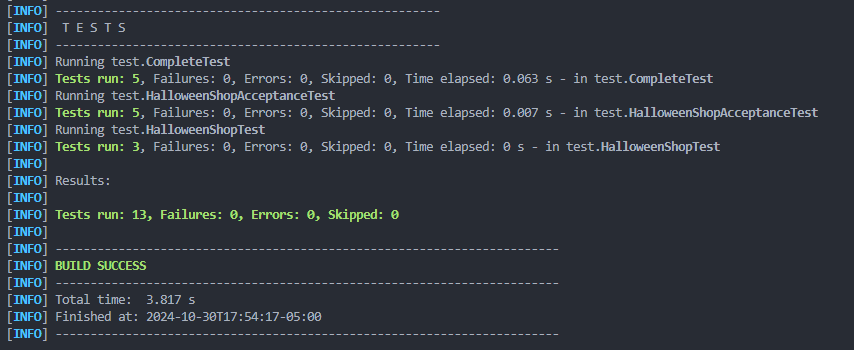 [INFO] -------------------------------------------------------
[INFO]  T E S T S
[INFO] -------------------------------------------------------
[INFO] Running test.CompleteTest
[INFO] Tests run: 5, Failures: 0, Errors: 0, Skipped: 0, Time elapsed: 0.063 s - in test.CompleteTest
[INFO] Running test.HalloweenShopAcceptanceTest
[INFO] Tests run: 5, Failures: 0, Errors: 0, Skipped: 0, Time elapsed: 0.007 s - in test.HalloweenShopAcceptanceTest
[INFO] Running test.HalloweenShopTest
[INFO] Tests run: 3, Failures: 0, Errors: 0, Skipped: 0, Time elapsed: 0 s - in test.HalloweenShopTest
[INFO]
[INFO] Results:
[INFO]
[INFO] Tests run: 13, Failures: 0, Errors: 0, Skipped: 0
[INFO]
[INFO] ------------------------------------------------------------------------
[INFO] BUILD SUCCESS
[INFO] ------------------------------------------------------------------------
[INFO] Total time:  3.817 s
[INFO] Finished at: 2024-10-30T17:54:17-05:00
[INFO] ------------------------------------------------------------------------